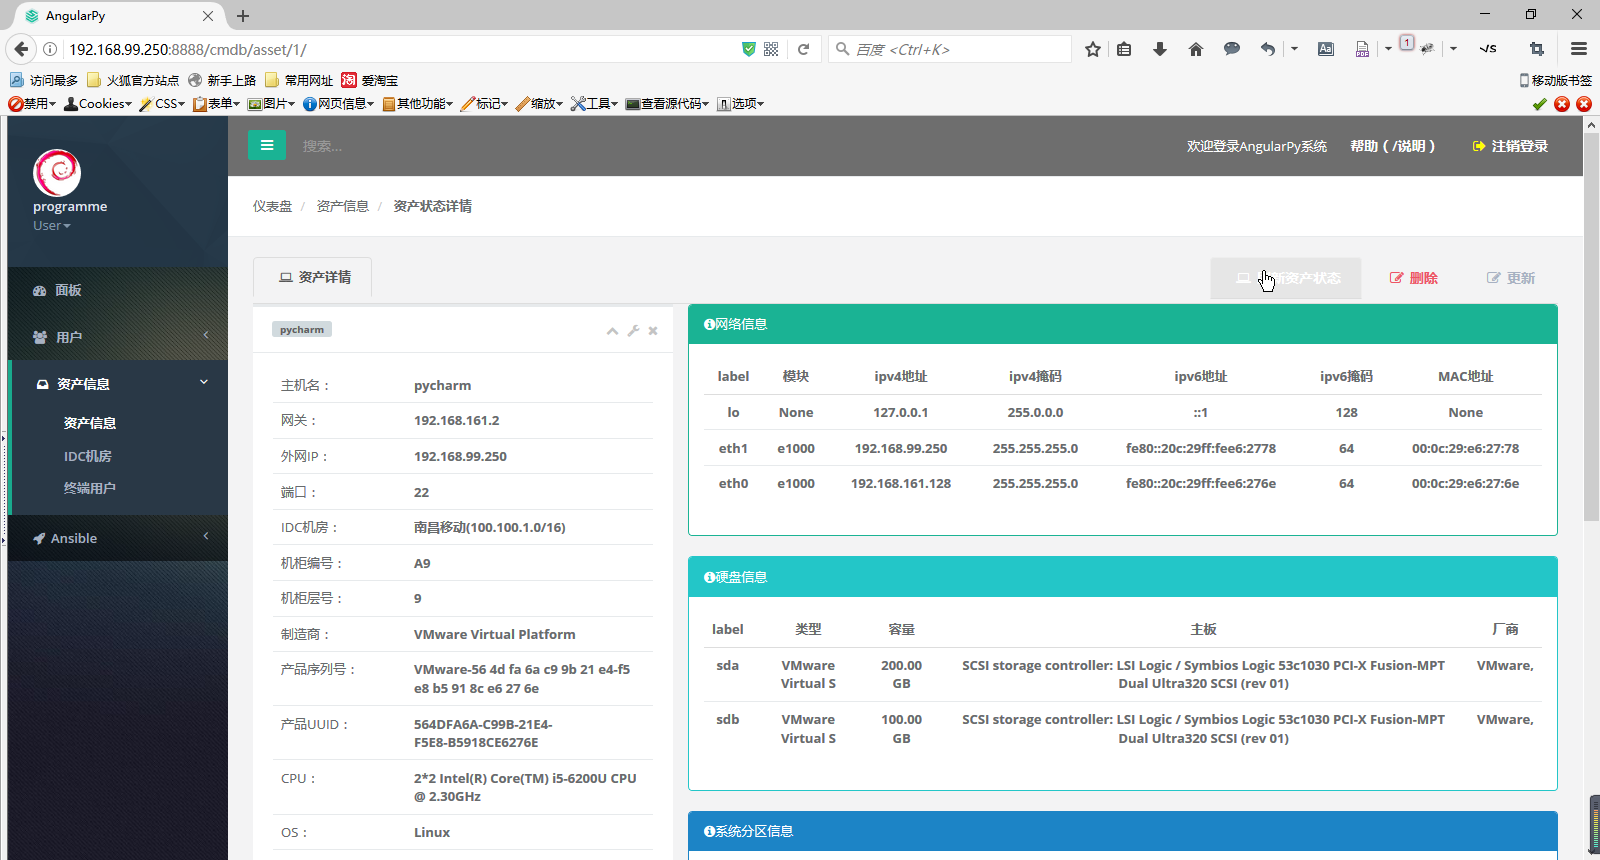 AngularPy
192.168.99.250:8888/cmdb/asset/1/
百度 <Ctrl+K>
1
访问最多 火狐官方站点 新手上路 常用网址 爱淘宝
移动版书签
禁用 Cookies CSS 表单 图片 网页信息 其他功能 标记 缩放 工具 查看源代码 选项
programme
User
搜索...
欢迎登录AngularPy系统 帮助（/说明） 注销登录
面板
用户
资产信息
资产信息
IDC机房
终端用户
Ansible
仪表盘 / 资产信息 / 资产状态详情
资产详情
新资产状态 删除 更新
pycharm
主机名： pycharm
网关： 192.168.161.2
外网IP： 192.168.99.250
端口： 22
IDC机房： 南昌移动(100.100.1.0/16)
机柜编号： A9
机柜层号： 9
制造商： VMware Virtual Platform
产品序列号： VMware-56 4d fa 6a c9 9b 21 e4-f5
e8 b5 91 8c e6 27 6e
产品UUID： 564DFA6A-C99B-21E4-
F5E8-B5918CE6276E
CPU： 2*2 Intel(R) Core(TM) i5-6200U CPU
@ 2.30GHz
OS： Linux
网络信息
label 模块 ipv4地址 ipv4掩码 ipv6地址 ipv6掩码 MAC地址
lo None 127.0.0.1 255.0.0.0 ::1 128 None
eth1 e1000 192.168.99.250 255.255.255.0 fe80::20c:29ff:fee6:2778 64 00:0c:29:e6:27:78
eth0 e1000 192.168.161.128 255.255.255.0 fe80::20c:29ff:fee6:276e 64 00:0c:29:e6:27:6e
硬盘信息
label 类型 容量 主板 厂商
sda VMware 200.00 SCSI storage controller: LSI Logic / Symbios Logic 53c1030 PCI-X Fusion-MPT VMware,
Virtual S GB Dual Ultra320 SCSI (rev 01)
sdb VMware 100.00 SCSI storage controller: LSI Logic / Symbios Logic 53c1030 PCI-X Fusion-MPT VMware,
Virtual S GB Dual Ultra320 SCSI (rev 01)
系统分区信息